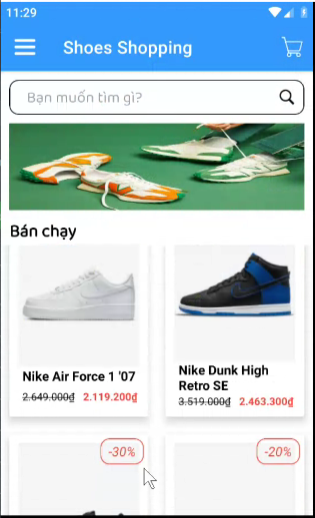 11:29
Shoes Shopping
Bạn muốn tìm gì?
Bán chạy
Nike Air Force 1 '07
2.649.000₫ 2.119.200₫
Nike Dunk High
Retro SE
3.519.000₫ 2.463.300₫
-30%
-20%